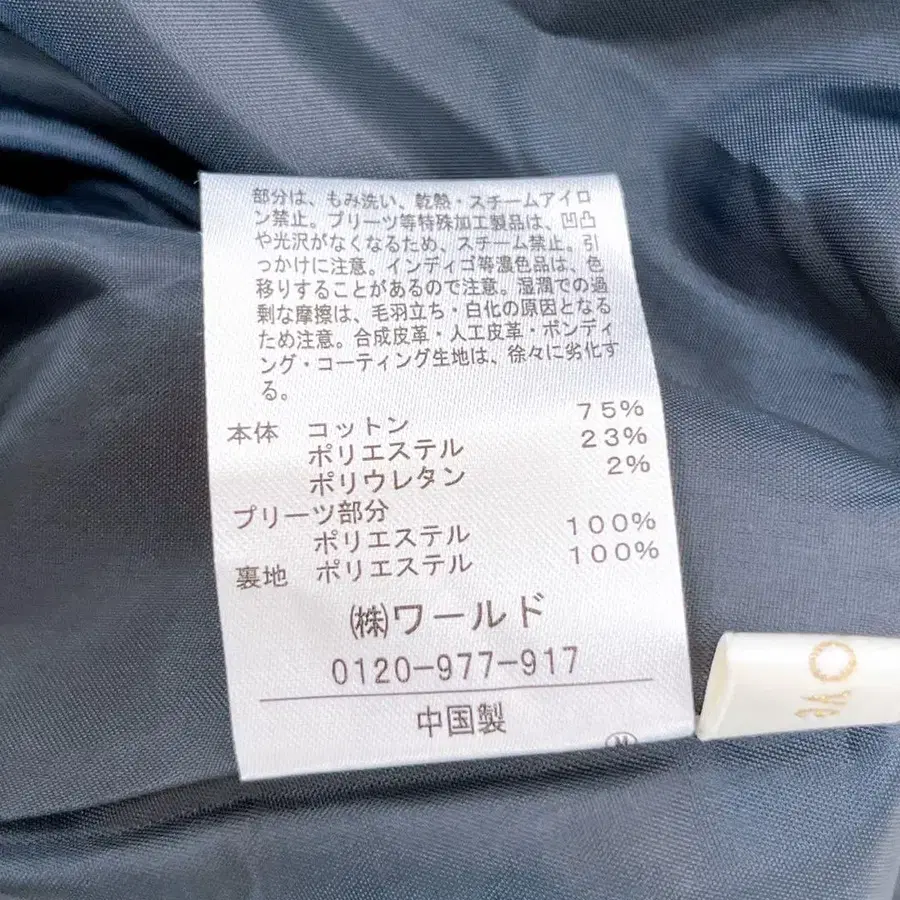 部分は、もみ洗い、乾熱・スチームアイロ
ン禁止。プリーツ等特殊加工製品は、凹凸
や光沢がなくなるため、スチーム禁止。引
っかけに注意。インディゴ等濃色品は、色
移りすることがあるので注意。湿潤での過
剰な摩擦は、毛羽立ち・白化の原因となる
ため注意。合成皮革・人工皮革・ボンディ
ング・コーティング生地は、徐々に劣化す
る。
本体 コットン 75%
ポリエステル 23%
ポリウレタン 2%
プリーツ部分
ポリエステル 100%
裏地 ポリエステル 100%
㈱ワールド
0120-977-917
中国製